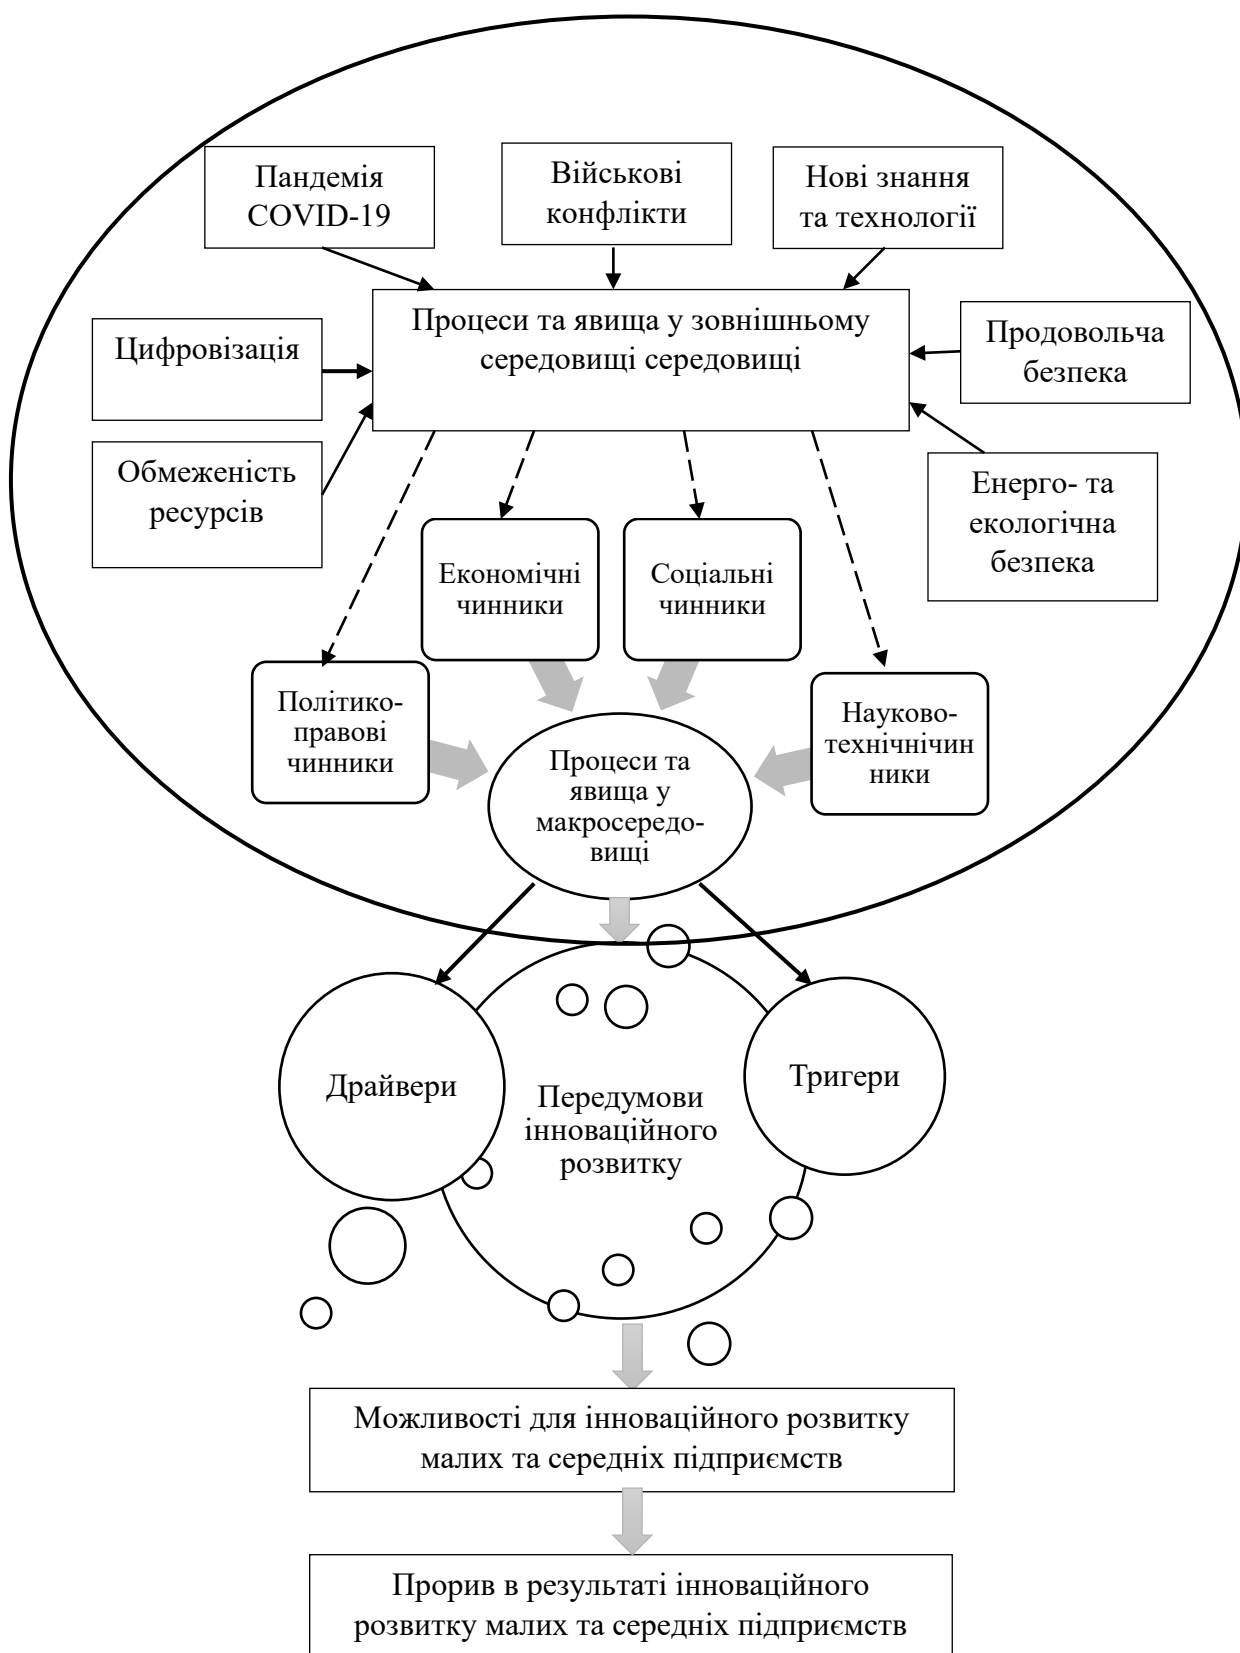 Пандемія
COVID-19
Військові
конфлікти
Нові знання
та технології
Процеси та явища у зовнішньому
середовищі середовищі
Цифровізація
Продовольча
безпека
Обмеженість
ресурсів
Енерго- та
екологічна
безпека
Економічні
чинники
Соціальні
чинники
Політико-
правові
чинники
Науково-
технічнічин
ники
Процеси та
явища у
макросередо-
вищі
Драйвери
Передумови
інноваційного
розвитку
Тригери
Можливості для інноваційного розвитку
малих та середніх підприємств
Прорив в результаті інноваційного
розвитку малих та середніх підприємств